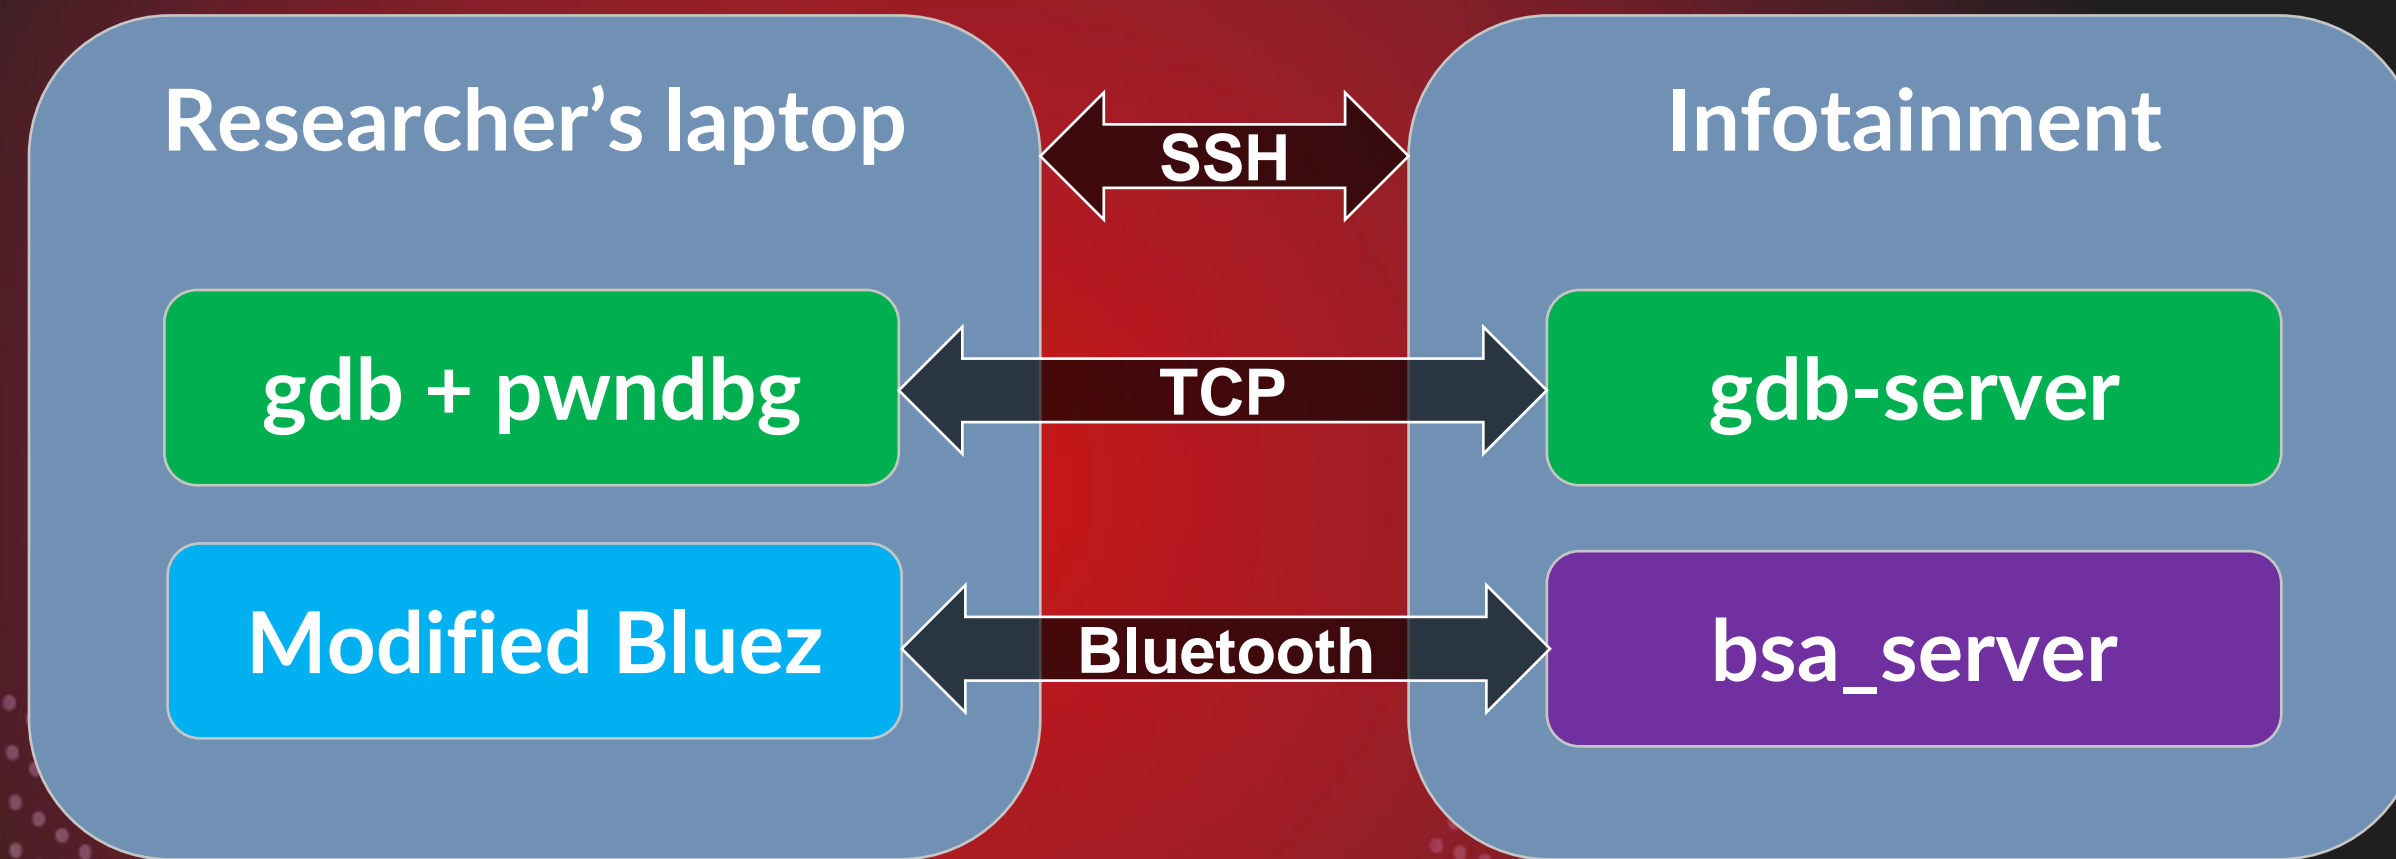 Researcher’s laptop
SSH
Infotainment
gdb + pwndbg
TCP
gdb-server
Modified Bluez
Bluetooth
bsa_server